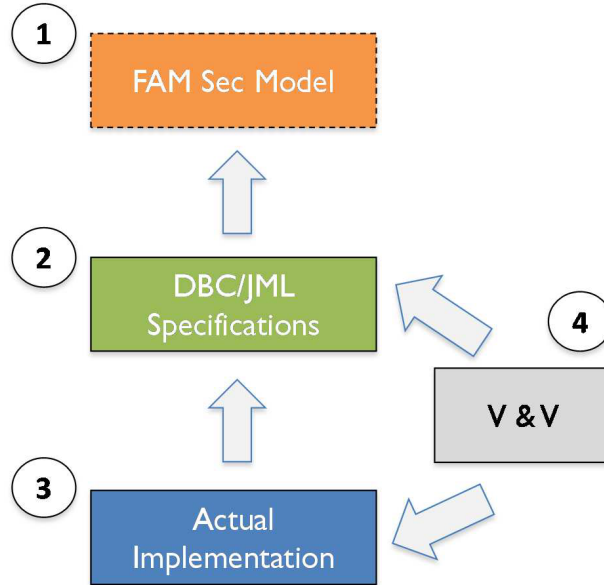 1
FAM Sec Model
2
DBC/JML
Specifications
4
V & V
3
Actual
Implementation